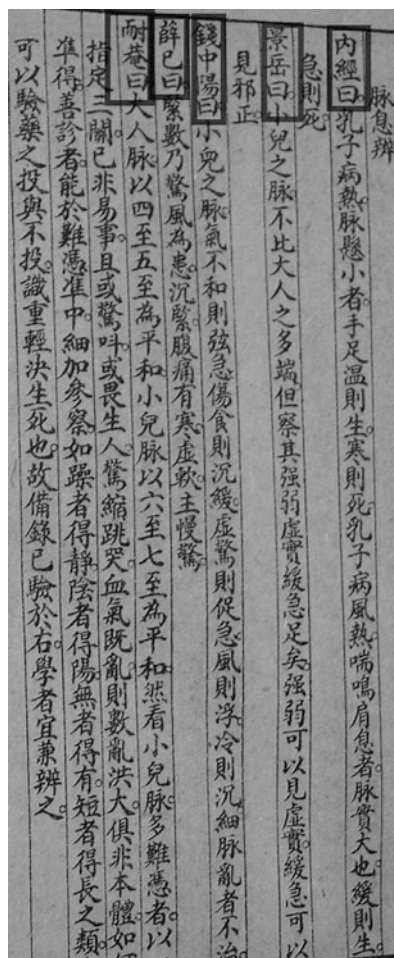 脉息辨
內經曰。乳子病熱。脉懸小者。手足溫則生。寒則死。乳子病風熱。喘鳴肩息者。脉實大也。緩則生。
急則死。
景岳曰。小兒之脉。不比大人之多端。但察其强弱虛實緩急足矣。强弱可以見虛實。緩急可以
見邪正。
錢中陽曰。小兒之脉。氣不和則弦急。傷食則沉緩。虛驚則促急。風則浮。冷則沉細。脉亂者不治
薛已曰。緊數乃驚風為患。沉緊腹痛有寒。虛軟。主慢驚。
耐菴曰。大人脉。以四至五至為平和。小兒脉以六至七至為平和。然看小兒脉。多難憑者。以
指定三關。已非易事。且或驚叫。或畏生人。驚縮跳哭。血氣既亂。則數亂洪大。俱非本體。如
準得。善診者。能於難憑準中。細加參察。如躁者得靜。陰者得陽。無者得有。短者得長之類。
可以驗藥之投與不投。識重輕決生死也。故備錄已驗於右。學者宜兼辨之。